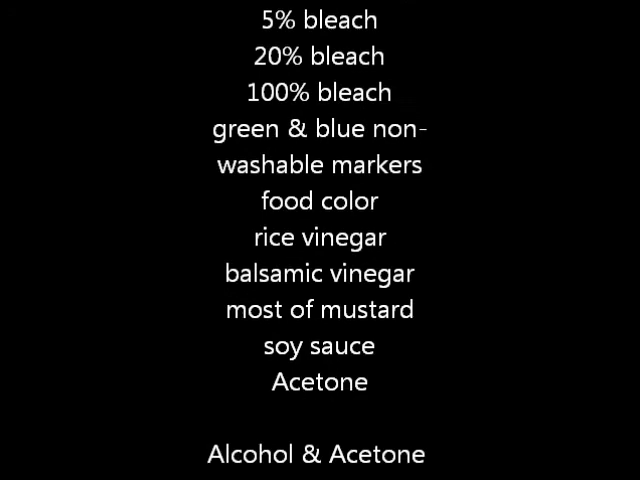 5% bleach
20% bleach
100% bleach
green & blue non-
washable markers
food color
rice vinegar
balsamic vinegar
most of mustard
soy sauce
Acetone
Alcohol & Acetone